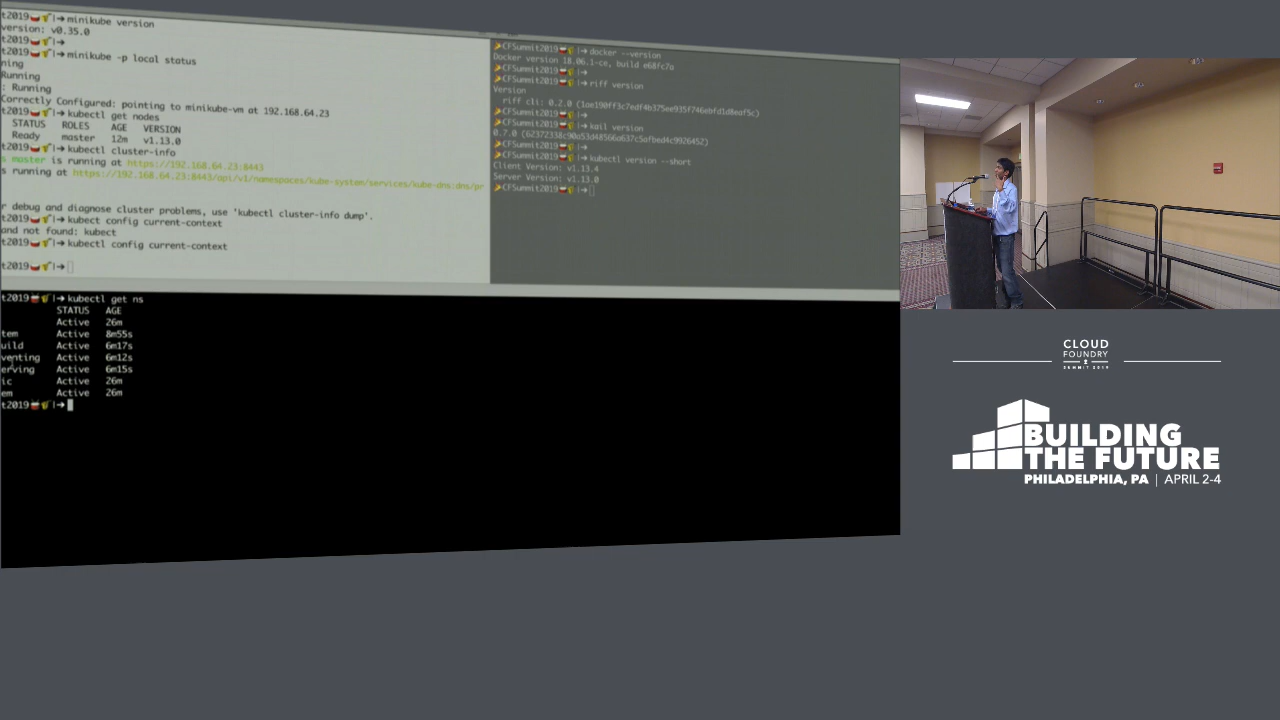 t2019 |➔ minikube version
version: v0.35.0
t2019 |➔
t2019 |➔ minikube -p local status
ning
Running
: Running
Correctly Configured: pointing to minikube-vm at 192.168.64.23
t2019 |➔ kubectl get nodes
STATUS ROLES AGE VERSION
Ready master 12m v1.13.0
t2019 |➔ kubectl cluster-info
s master is running at https://192.168.64.23:8443
s running at https://192.168.64.23:8443/api/v1/namespaces/kube-system/services/kube-dns:dns/pr
r debug and diagnose cluster problems, use 'kubectl cluster-info dump'.
t2019 |➔ kubect config current-context
and not found: kubect
t2019 |➔ kubectl config current-context
t2019 |➔
CFSummit2019 |➔ docker --version
Docker version 18.06.1-ce, build e68fc7a
CFSummit2019 |➔
CFSummit2019 |➔ riff version
Version
riff cli: 0.2.0 (1oe190ff3c7edf4b375ee935f746ebfd1d8eaf5c)
CFSummit2019 |➔
CFSummit2019 |➔ kail version
0.7.0
CFSummit2019 |➔
CFSummit2019 |➔ kubectl version --short
Client Version: v1.13.4
Server Version: v1.13.0
CFSummit2019 |➔
t2019 |➔ kubectl get ns
STATUS AGE
Active 26m
tem Active 8m55s
uild Active 6m17s
venting Active 6m12s
erving Active 6m15s
ic Active 26m
em Active 26m
t2019 |➔
CLOUD
FOUNDRY
SUMMIT 2019
BUILDING
THE FUTURE
PHILADELPHIA, PA | APRIL 2-4